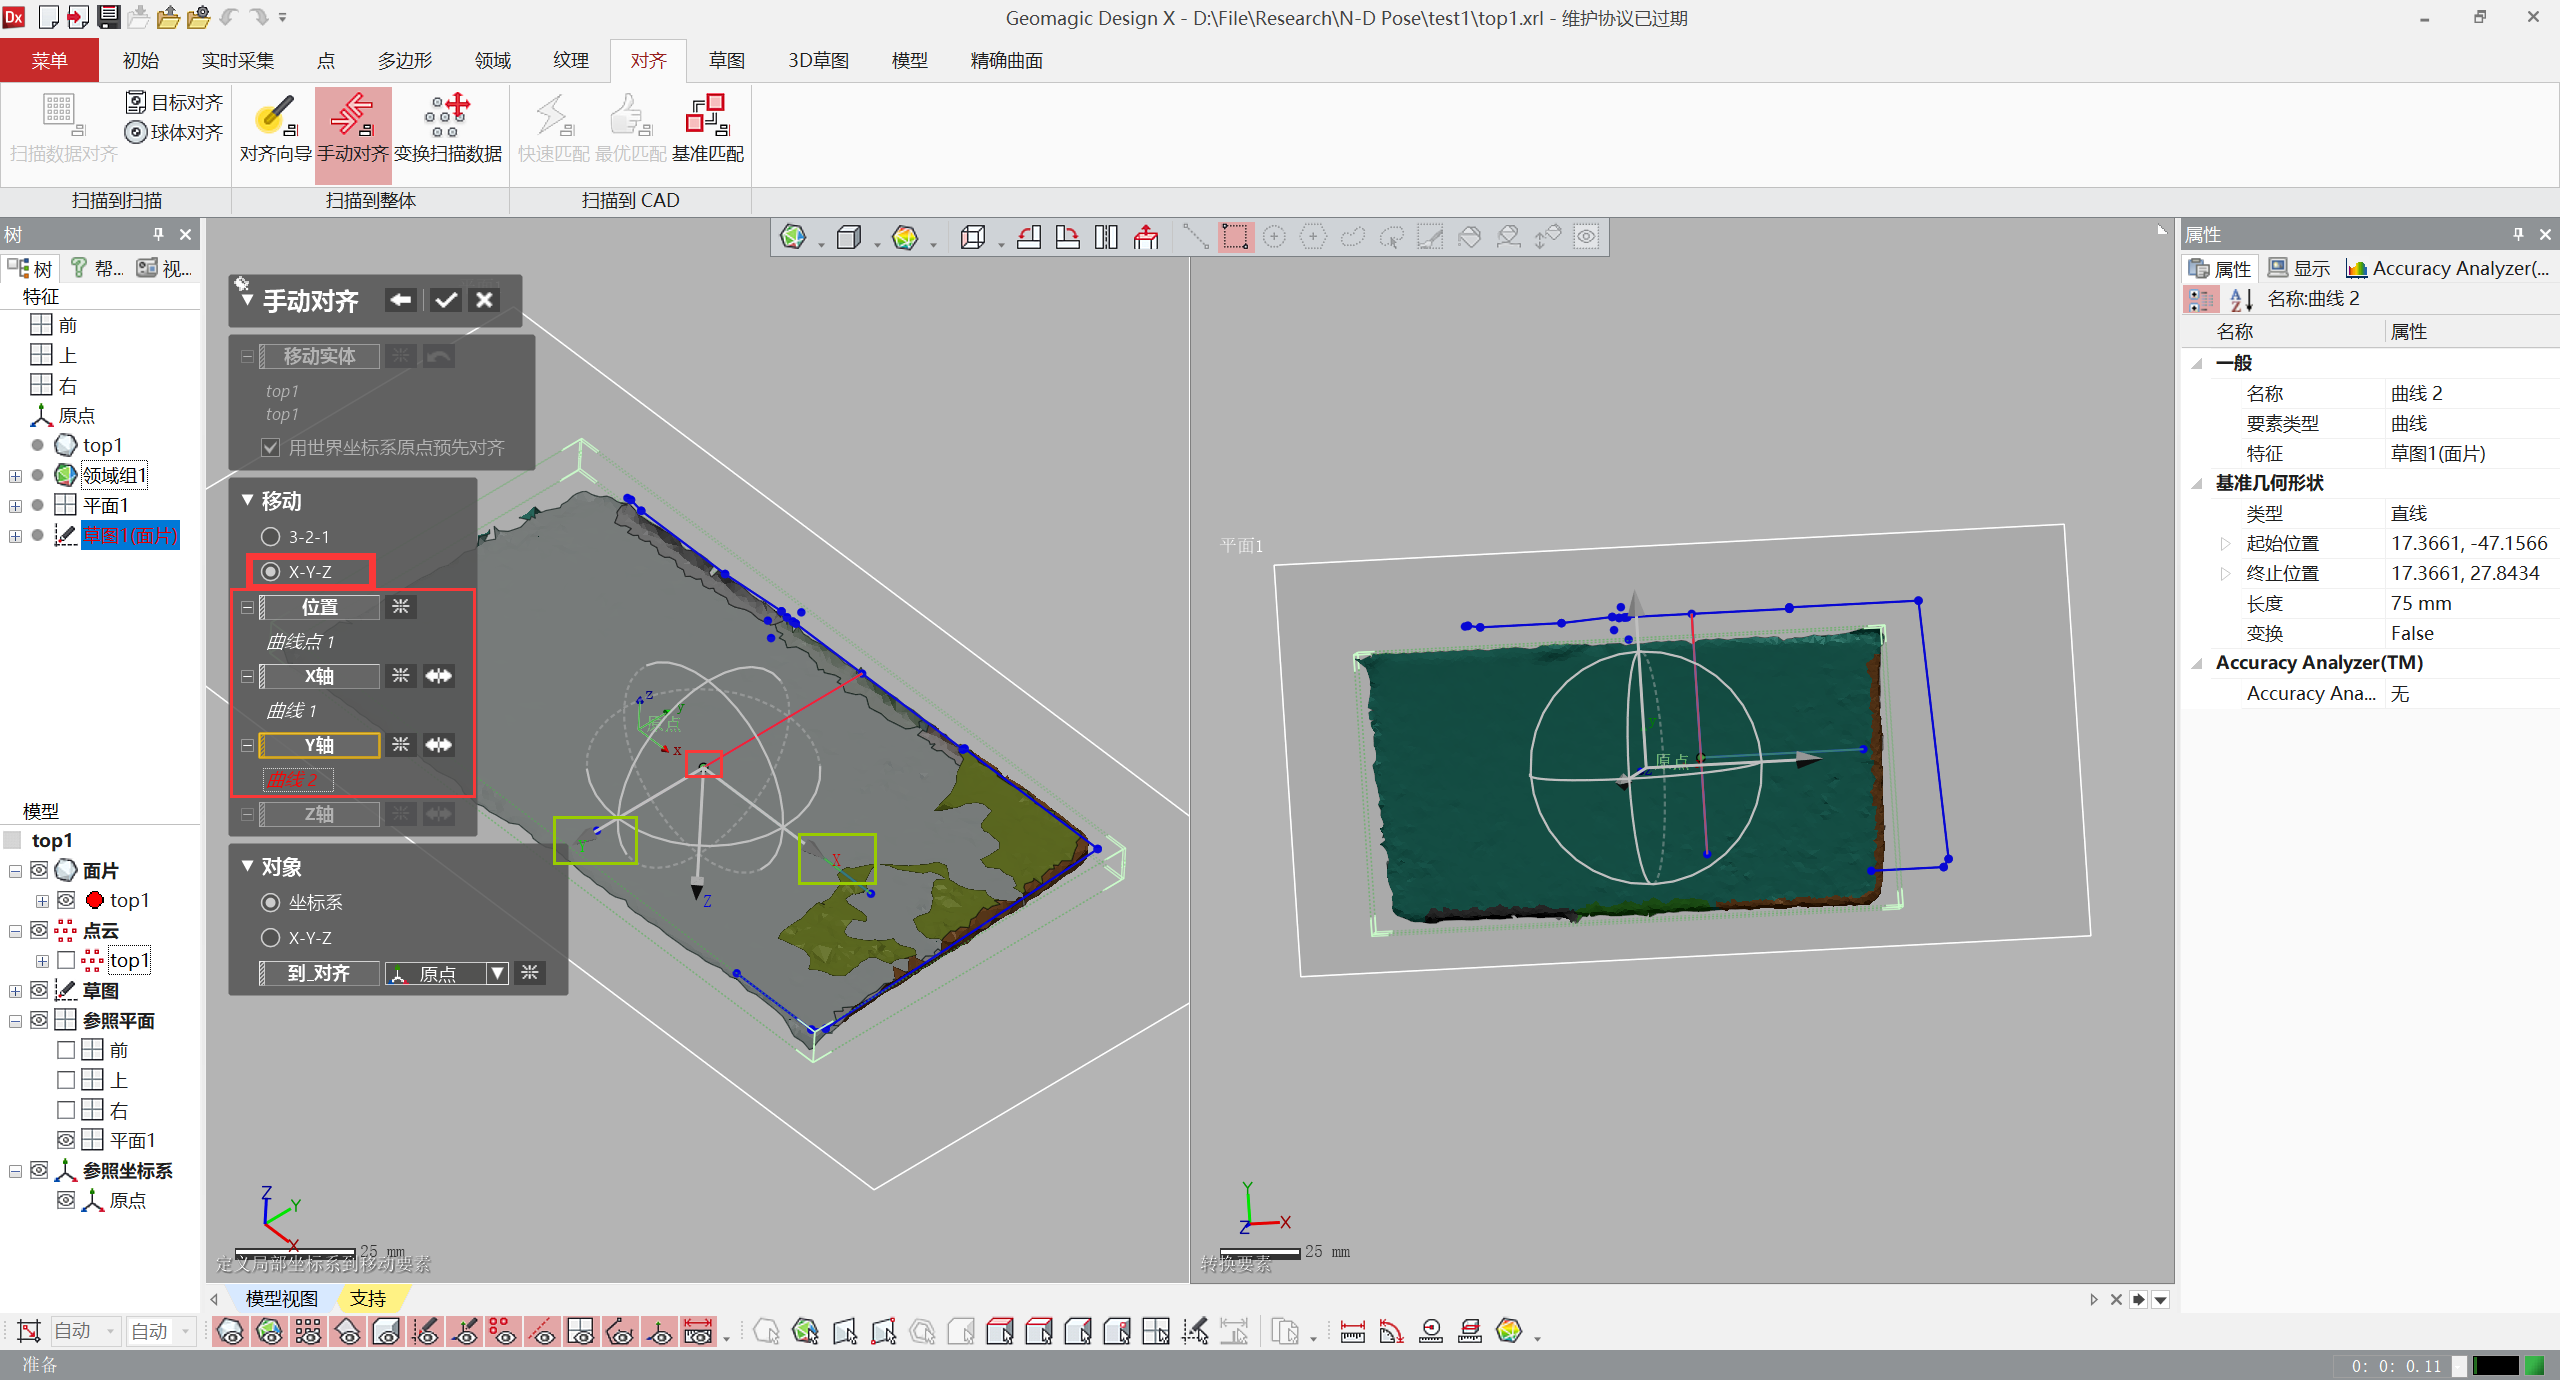 Dx
Geomagic Design X - D:\File\Research\N-D Pose\test1\top1.xrl - 维护协议已过期
菜单 初始 实时采集 点 多边形 领域 纹理 对齐 草图 3D草图 模型 精确曲面
目标对齐
球体对齐
扫描数据对齐 对齐向导 手动对齐 变换扫描数据 快速匹配 最优匹配 基准匹配
扫描到扫描 扫描到整体 扫描到 CAD
树
树 帮... 视...
特征
前
上
右
原点
top1
领域组1
平面1
草图1(面片)
模型
top1
面片
top1
点云
top1
草图
参照平面
前
上
右
平面1
参照坐标系
原点
手动对齐
移动实体
top1
top1
用世界坐标系原点预先对齐
移动
3-2-1
X-Y-Z
位置
曲线点 1
X轴
曲线 1
Y轴
曲线 2
Z轴
对象
坐标系
X-Y-Z
到_对齐 原点
z
y
原点
x
Y
X
Z
Z
Y
X
25 mm
定义局部坐标系到移动要素
平面1
y
原点
Y
X
Z
25 mm
转换要素
属性
属性 显示 Accuracy Analyzer(...
名称:曲线 2
名称 属性
一般
名称 曲线 2
要素类型 曲线
特征 草图1(面片)
基准几何形状
类型 直线
起始位置 17.3661, -47.1566
终止位置 17.3661, 27.8434
长度 75 mm
变换 False
Accuracy Analyzer(TM)
Accuracy Ana... 无
模型视图 支持
自动 自动
准备
0: 0: 0.11